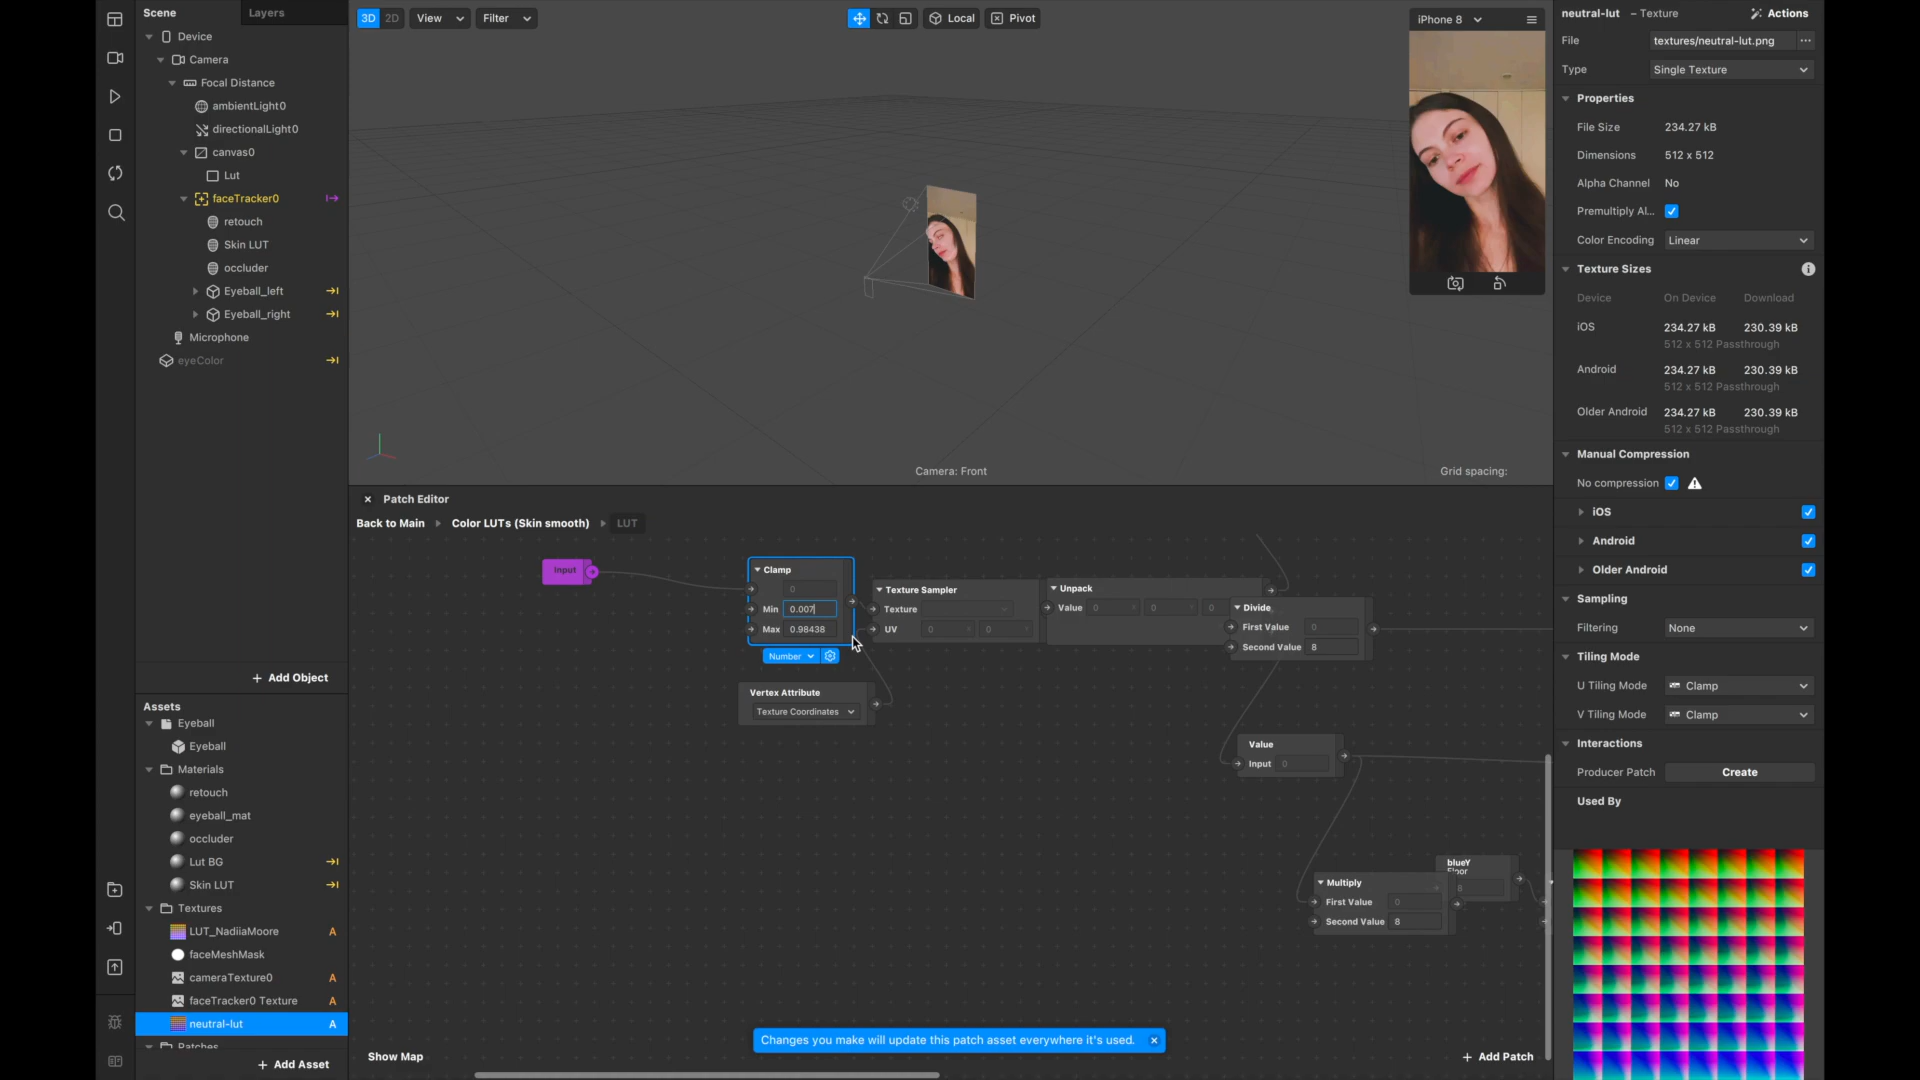 Scene
Layers
Device
Camera
Focal Distance
ambientLight0
directionalLight0
canvas0
Lut
faceTracker0
retouch
Skin LUT
occluder
Eyeball_left
Eyeball_right
Microphone
eyeColor
Add Object
Assets
Eyeball
Eyeball
Materials
retouch
eyeball_mat
occluder
Lut BG
Skin LUT
Textures
LUT_NadiiaMoore A
faceMeshMask
cameraTexture0 A
faceTracker0 Texture A
neutral-lut A
Patches
Add Asset
3D 2D View Filter
Local Pivot
iPhone 8
Camera: Front
Grid spacing:
Patch Editor
Back to Main Color LUTs (Skin smooth) LUT
Input
Clamp
0
Min 0.007
Max 0.98438
Number
Vertex Attribute
Texture Coordinates
Texture Sampler
Texture
UV 0 0
Unpack
Value 0 0 0
Divide
First Value 0
Second Value 8
Value
Input 0
Multiply
First Value 0
Second Value 8
blueY
Floor
Changes you make will update this patch asset everywhere it's used.
Show Map
Add Patch
neutral-lut – Texture
Actions
File textures/neutral-lut.png
Type Single Texture
Properties
File Size 234.27 kB
Dimensions 512 x 512
Alpha Channel No
Premultiply Al...
Color Encoding Linear
Texture Sizes
Device On Device Download
iOS 234.27 kB 230.39 kB
512 x 512 Passthrough
Android 234.27 kB 230.39 kB
512 x 512 Passthrough
Older Android 234.27 kB 230.39 kB
512 x 512 Passthrough
Manual Compression
No compression
iOS
Android
Older Android
Sampling
Filtering None
Tiling Mode
U Tiling Mode Clamp
V Tiling Mode Clamp
Interactions
Producer Patch Create
Used By